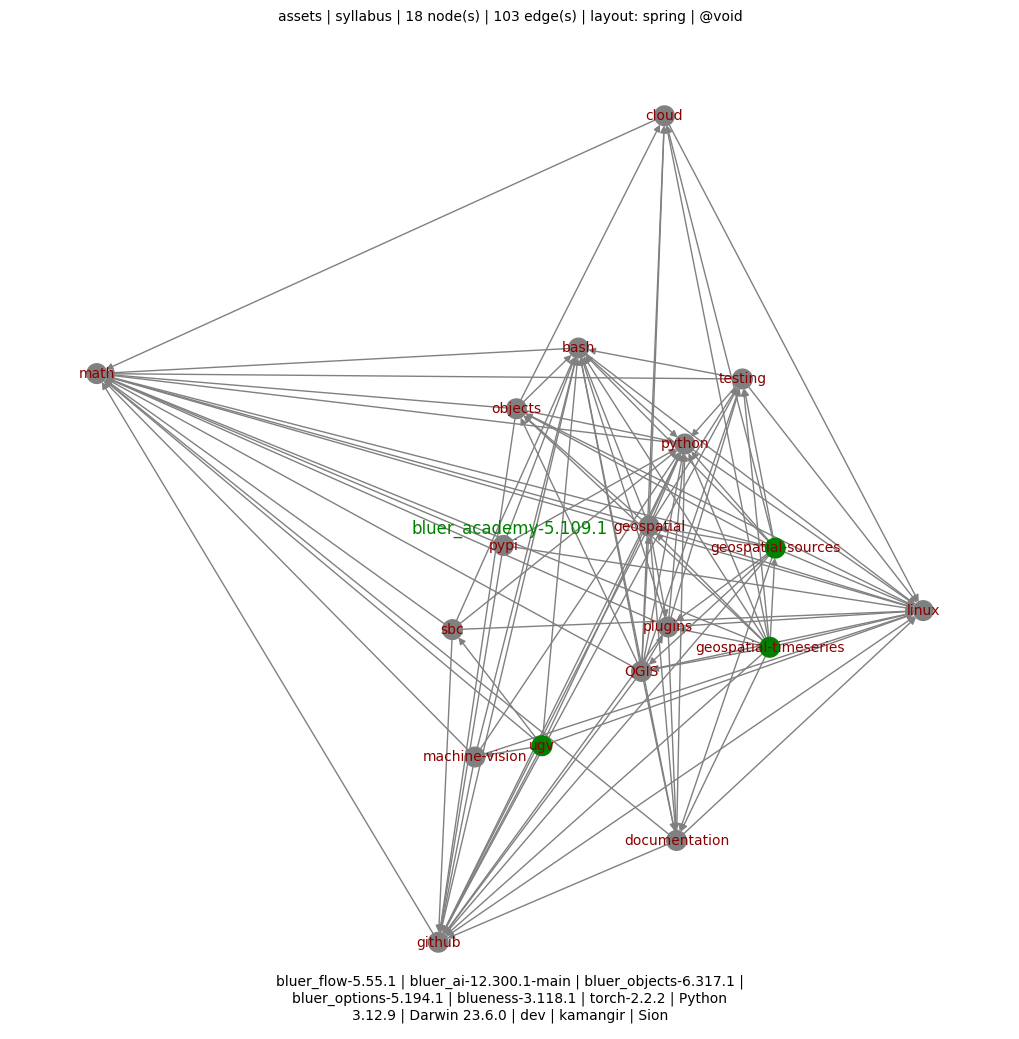 assets | syllabus | 18 node(s) | 103 edge(s) | layout: spring | @void
cloud
bash
math
testing
objects
python
geospatial
bluer_academy-5.109.1
pypi
geospatial-sources
linux
sbc
plugins
geospatial-timeseries
QGIS
ugv
machine-vision
documentation
github
bluer_flow-5.55.1 | bluer_ai-12.300.1-main | bluer_objects-6.317.1 |
bluer_options-5.194.1 | blueness-3.118.1 | torch-2.2.2 | Python
3.12.9 | Darwin 23.6.0 | dev | kamangir | Sion